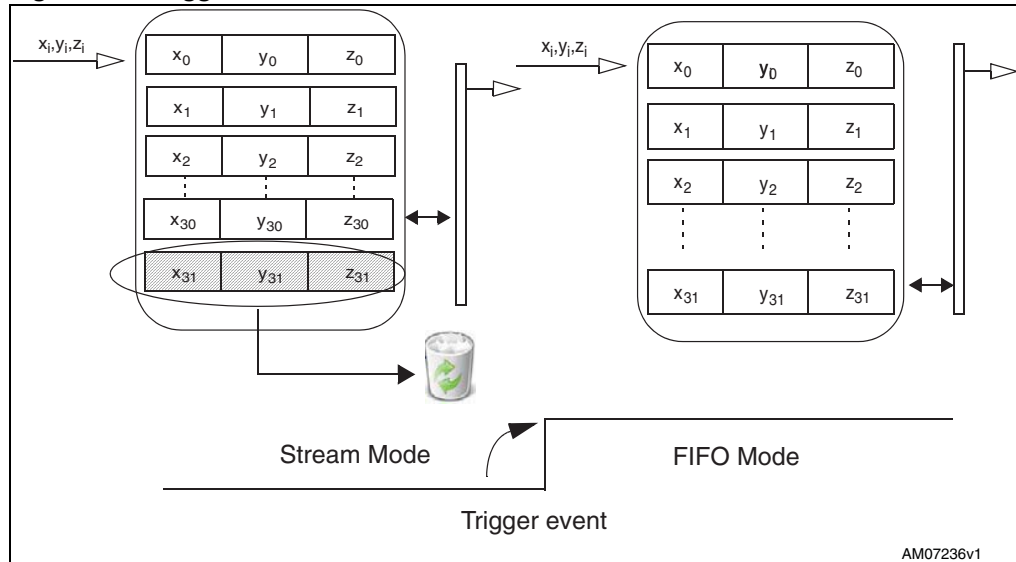 xi,yi,zi
x0 y0 z0
x1 y1 z1
x2 y2 z2
x30 y30 z30
x31 y31 z31
xi,yi,zi
x0 y0 z0
x1 y1 z1
x2 y2 z2
x31 y31 z31
Stream Mode
FIFO Mode
Trigger event
AM07236v1